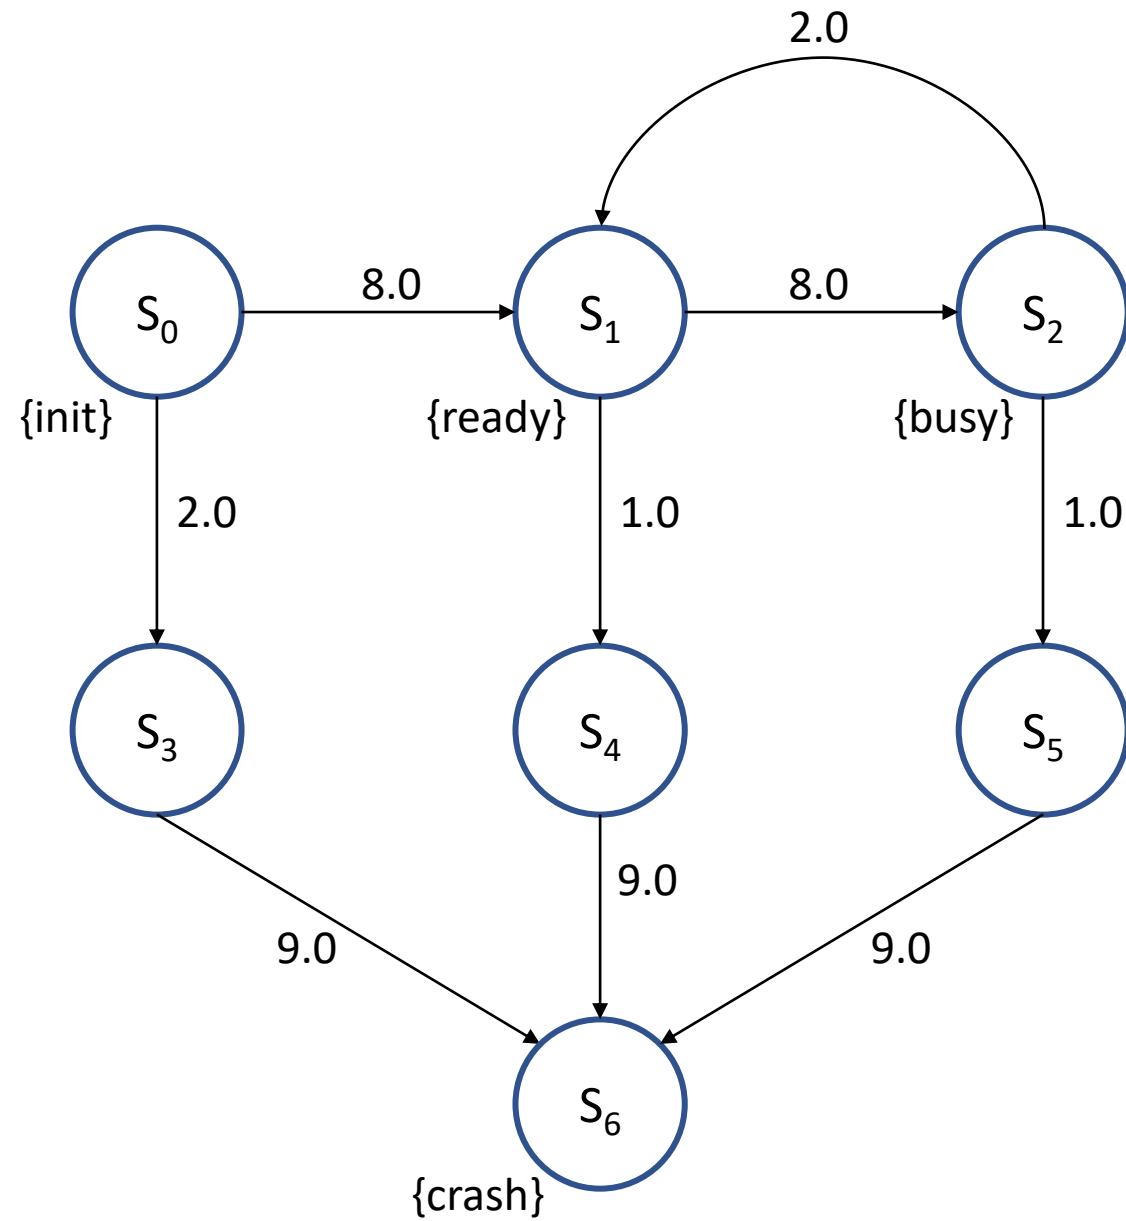 2.0
S₀ 8.0 S₁ 8.0 S₂
{init} {ready} {busy}
2.0 1.0 1.0
S₃ S₄ S₅
9.0
9.0 9.0
S₆
{crash}